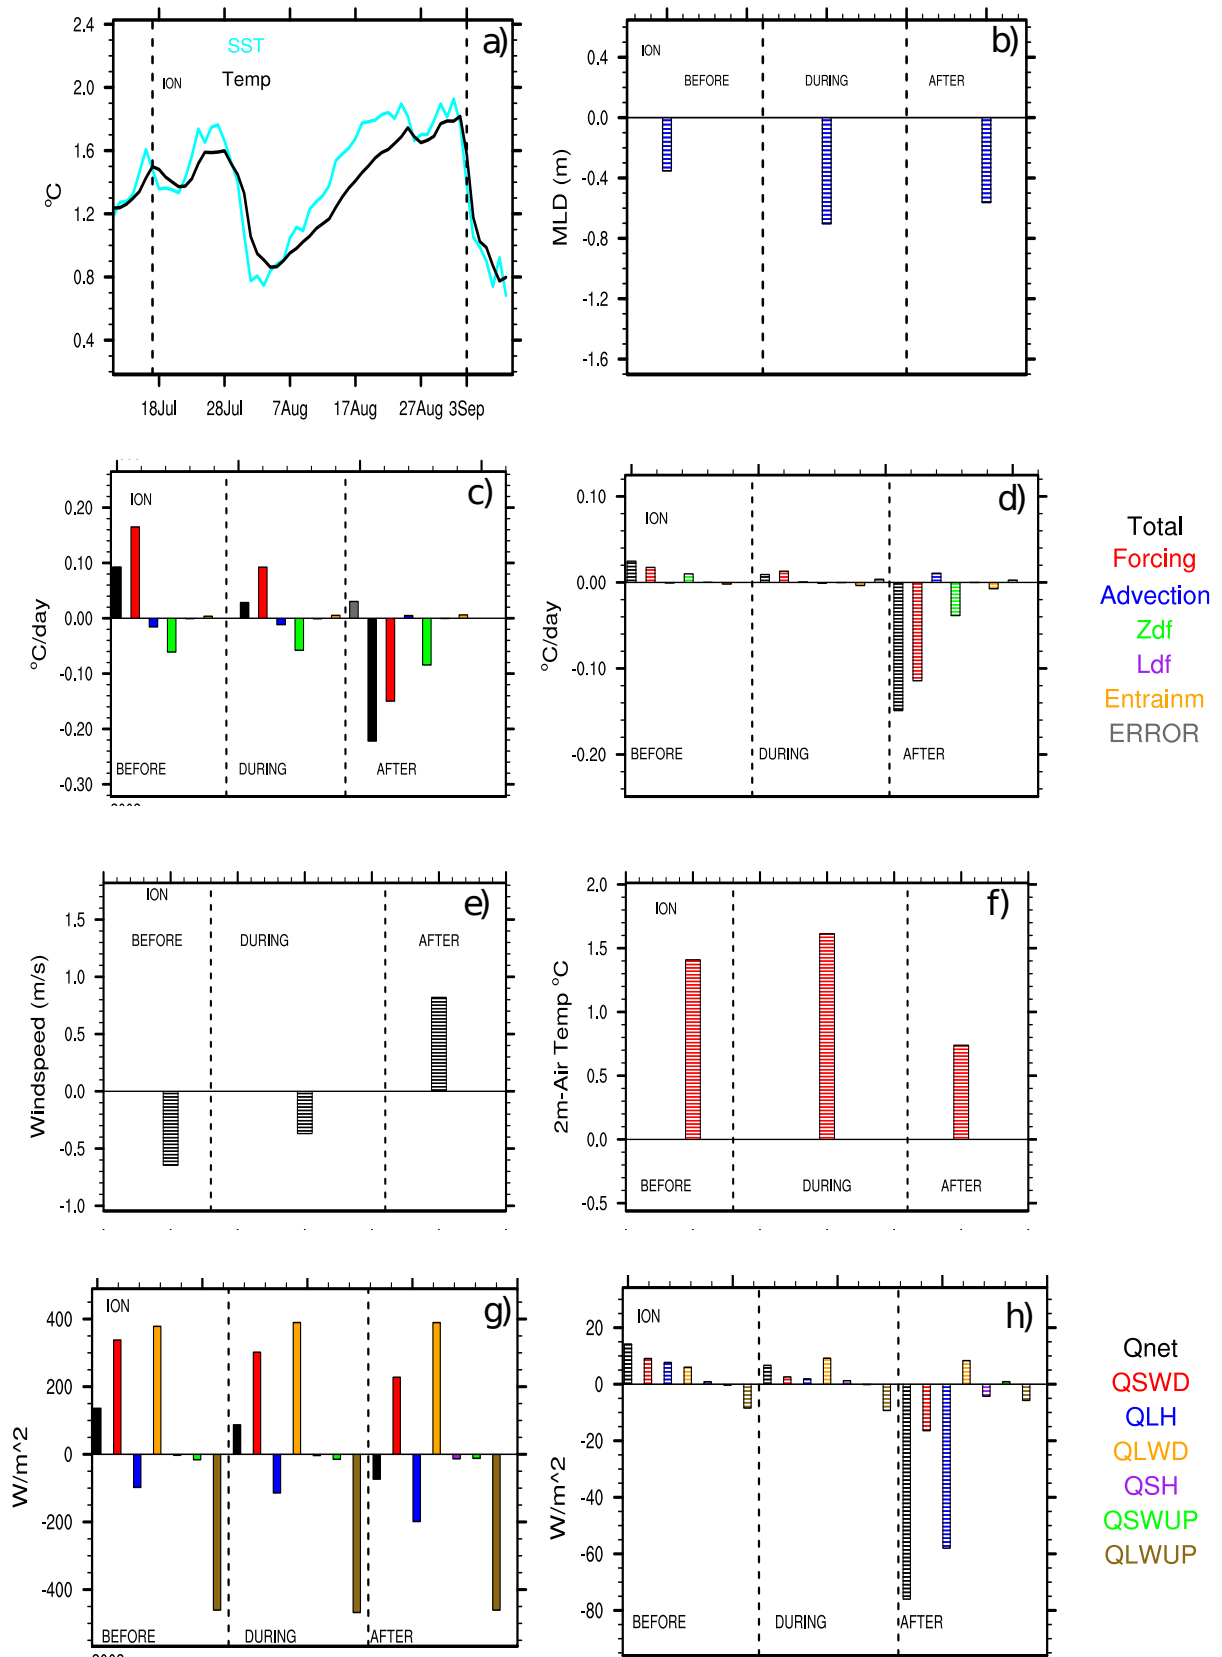 2.4
2.0
1.6
1.2
0.8
0.4
°C
a)
SST
ION
Temp
18Jul
28Jul
7Aug
17Aug
27Aug
3Sep
0.4
0.0
-0.4
-0.8
-1.2
-1.6
MLD (m)
b)
ION
BEFORE
DURING
AFTER
0.20
0.10
0.00
-0.10
-0.20
-0.30
°C/day
c)
ION
BEFORE
DURING
AFTER
0.10
0.00
-0.10
-0.20
°C/day
d)
ION
BEFORE
DURING
AFTER
Total
Forcing
Advection
Zdf
Ldf
Entrainm
ERROR
1.5
1.0
0.5
0.0
-0.5
-1.0
Windspeed (m/s)
e)
ION
BEFORE
DURING
AFTER
2.0
1.5
1.0
0.5
0.0
-0.5
2m-Air Temp °C
f)
ION
BEFORE
DURING
AFTER
400
200
0
-200
-400
W/m^2
g)
ION
BEFORE
DURING
AFTER
20
0
-20
-40
-60
-80
W/m^2
h)
ION
BEFORE
DURING
AFTER
Qnet
QSWD
QLH
QLWD
QSH
QSWUP
QLWUP